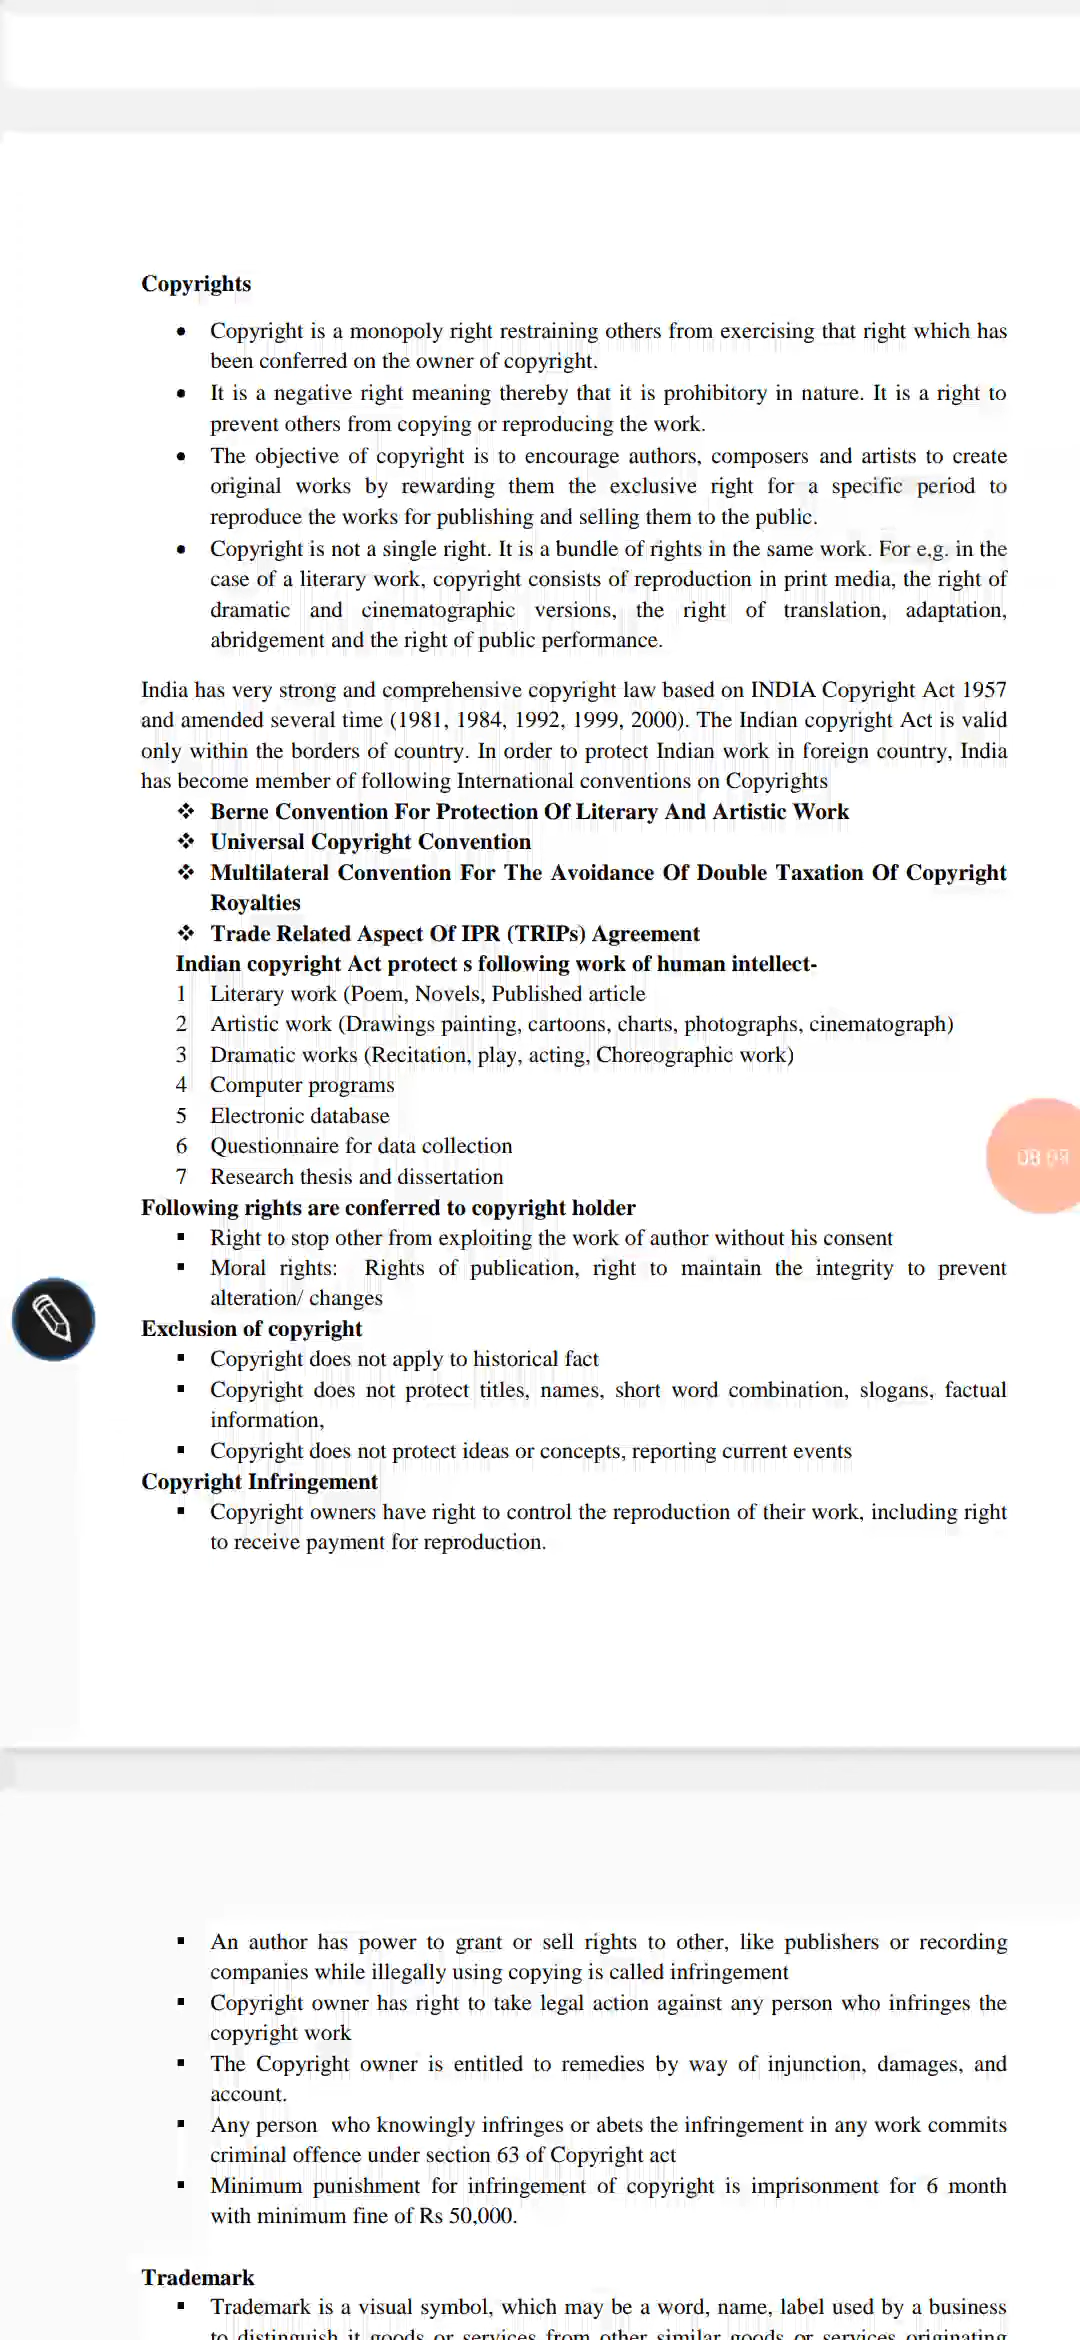 Copyrights
• Copyright is a monopoly right restraining others from exercising that right which has
been conferred on the owner of copyright.
• It is a negative right meaning thereby that it is prohibitory in nature. It is a right to
prevent others from copying or reproducing the work.
• The objective of copyright is to encourage authors, composers and artists to create
original works by rewarding them the exclusive right for a specific period to
reproduce the works for publishing and selling them to the public.
• Copyright is not a single right. It is a bundle of rights in the same work. For e.g. in the
case of a literary work, copyright consists of reproduction in print media, the right of
dramatic and cinematographic versions, the right of translation, adaptation,
abridgement and the right of public performance.
India has very strong and comprehensive copyright law based on INDIA Copyright Act 1957
and amended several time (1981, 1984, 1992, 1999, 2000). The Indian copyright Act is valid
only within the borders of country. In order to protect Indian work in foreign country, India
has become member of following International conventions on Copyrights
❖ Berne Convention For Protection Of Literary And Artistic Work
❖ Universal Copyright Convention
❖ Multilateral Convention For The Avoidance Of Double Taxation Of Copyright
Royalties
❖ Trade Related Aspect Of IPR (TRIPs) Agreement
Indian copyright Act protect s following work of human intellect-
1 Literary work (Poem, Novels, Published article
2 Artistic work (Drawings painting, cartoons, charts, photographs, cinematograph)
3 Dramatic works (Recitation, play, acting, Choreographic work)
4 Computer programs
5 Electronic database
6 Questionnaire for data collection
7 Research thesis and dissertation
Following rights are conferred to copyright holder
▪ Right to stop other from exploiting the work of author without his consent
▪ Moral rights: Rights of publication, right to maintain the integrity to prevent
alteration/ changes
Exclusion of copyright
▪ Copyright does not apply to historical fact
▪ Copyright does not protect titles, names, short word combination, slogans, factual
information,
▪ Copyright does not protect ideas or concepts, reporting current events
Copyright Infringement
▪ Copyright owners have right to control the reproduction of their work, including right
to receive payment for reproduction.
▪ An author has power to grant or sell rights to other, like publishers or recording
companies while illegally using copying is called infringement
▪ Copyright owner has right to take legal action against any person who infringes the
copyright work
▪ The Copyright owner is entitled to remedies by way of injunction, damages, and
account.
▪ Any person who knowingly infringes or abets the infringement in any work commits
criminal offence under section 63 of Copyright act
▪ Minimum punishment for infringement of copyright is imprisonment for 6 month
with minimum fine of Rs 50,000.
Trademark
▪ Trademark is a visual symbol, which may be a word, name, label used by a business
to distinguish it goods or services from other similar goods or services originating